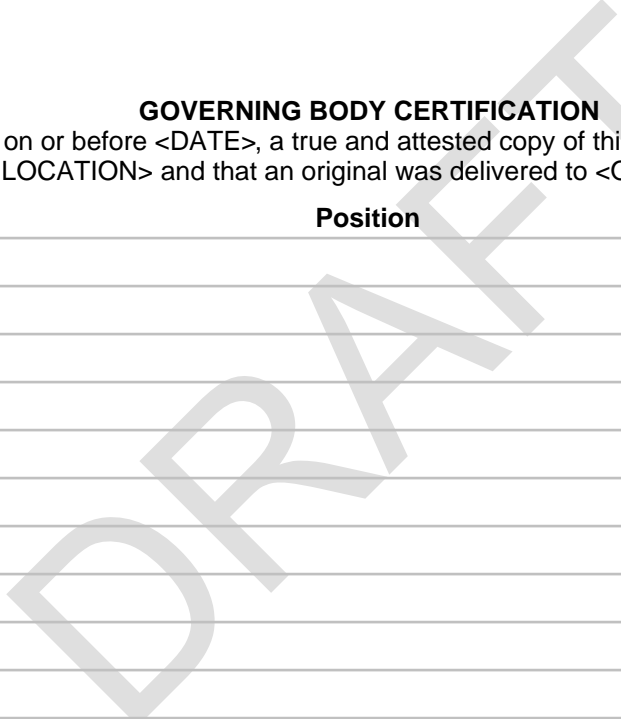 GOVERNING BODY CERTIFICATION
on or before <DATE>, a true and attested copy of thi
LOCATION> and that an original was delivered to <
Position
DRAFT